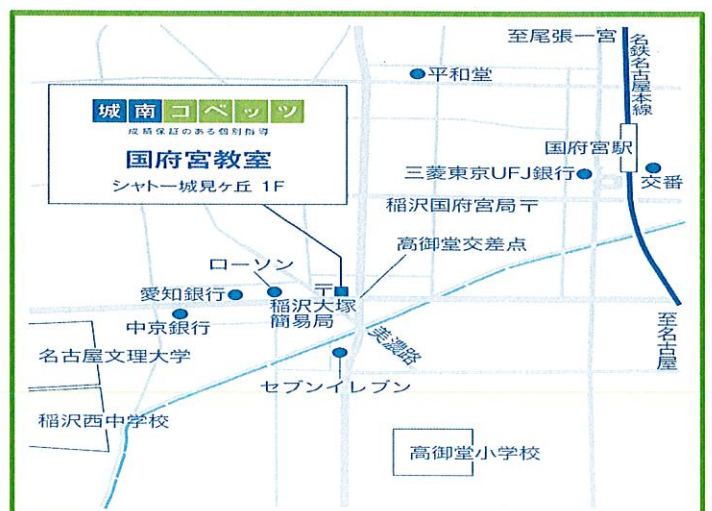 至尾張一宮
名鉄名古屋本線
平和堂
城南コベッツ
成績保証のある個別指導
国府宮教室
シャトー城見ヶ丘 1F
国府宮駅
三菱東京UFJ銀行
交番
稲沢国府宮局〒
高御堂交差点
ローソン
愛知銀行
〒
稲沢大塚
簡易局
中京銀行
美濃路
至名古屋
名古屋文理大学
セブンイレブン
稲沢西中学校
高御堂小学校